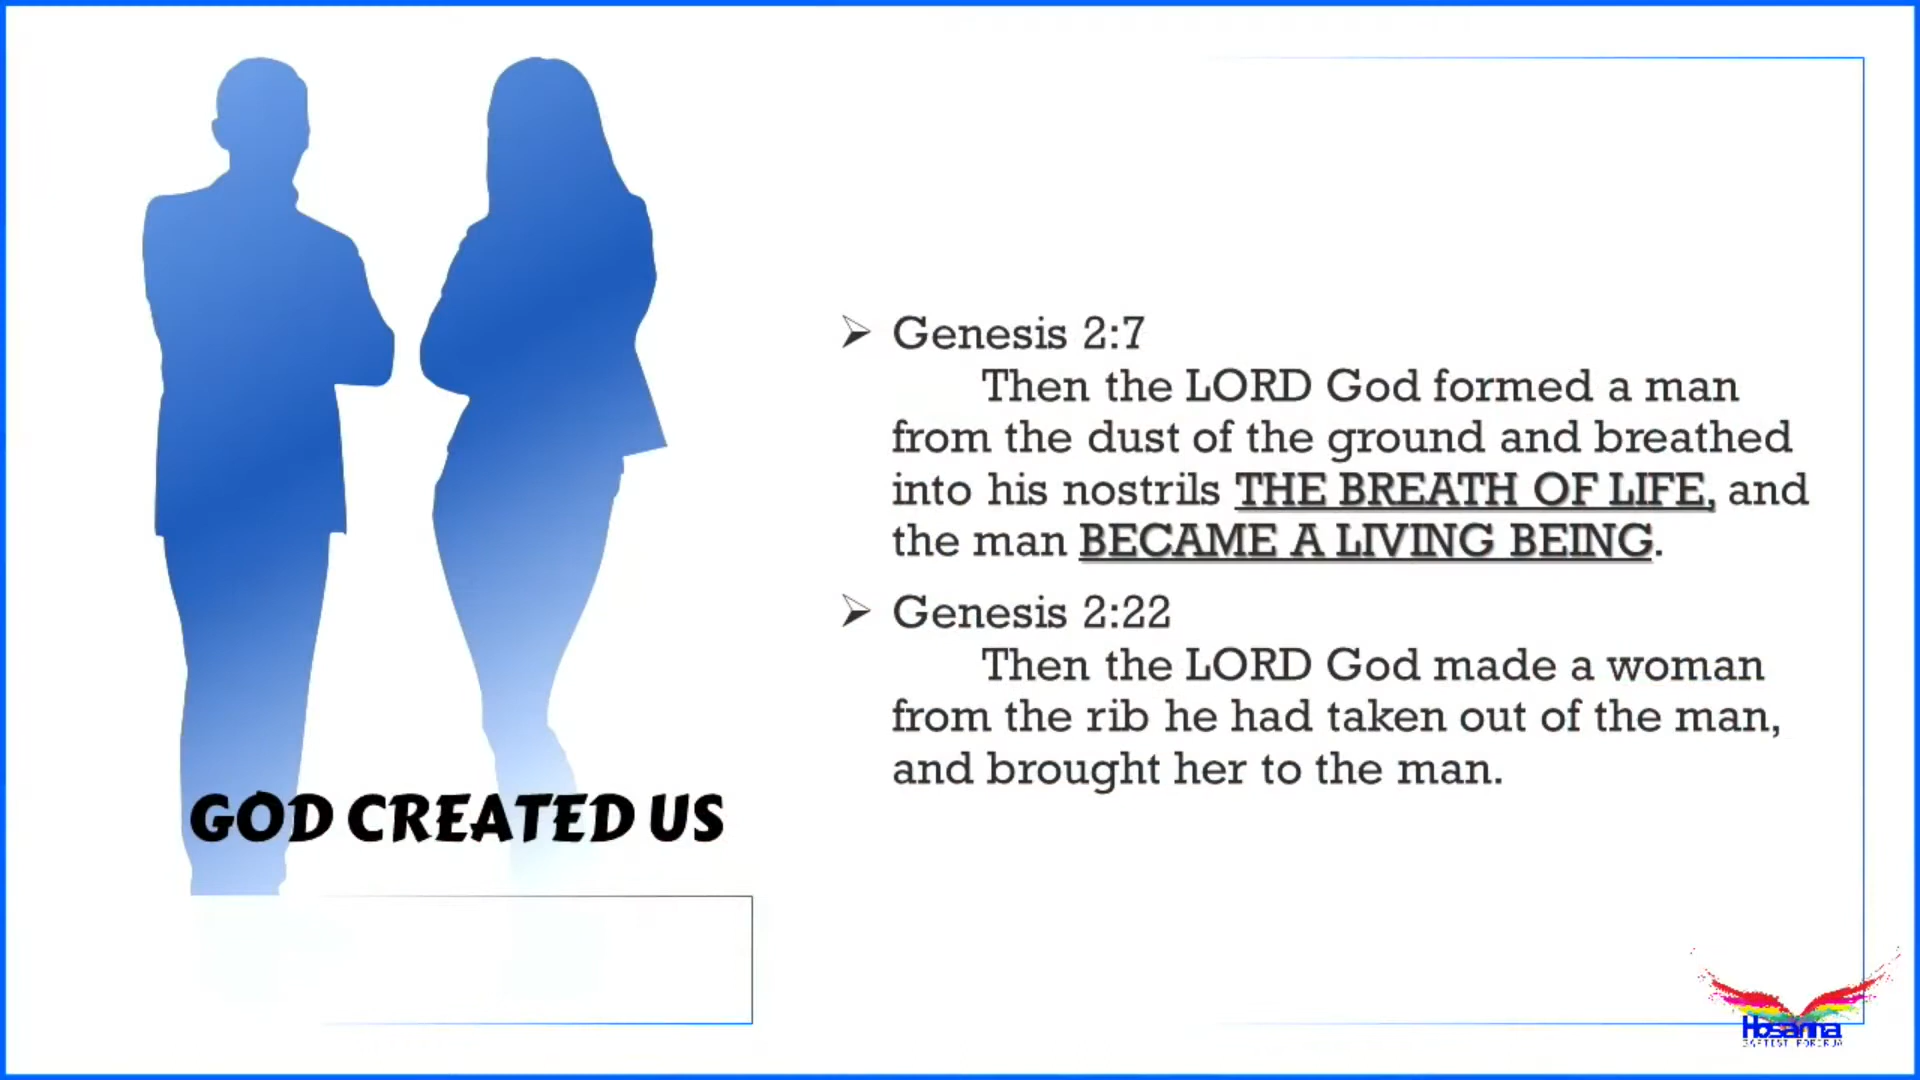 GOD CREATED US
➢ Genesis 2:7
Then the LORD God formed a man
from the dust of the ground and breathed
into his nostrils THE BREATH OF LIFE, and
the man BECAME A LIVING BEING.
➢ Genesis 2:22
Then the LORD God made a woman
from the rib he had taken out of the man,
and brought her to the man.
Hosanna
BAPTIST